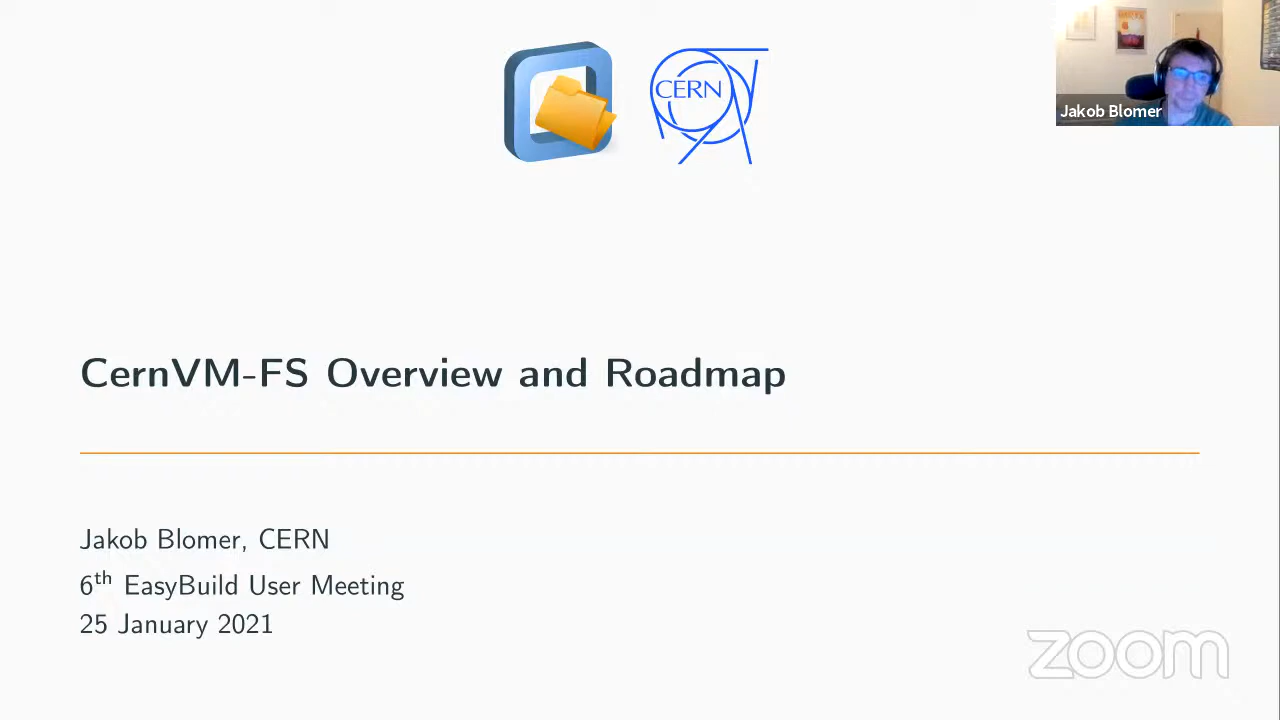 CERN
Jakob Blomer
CernVM-FS Overview and Roadmap
Jakob Blomer, CERN
6th EasyBuild User Meeting
25 January 2021
zoom